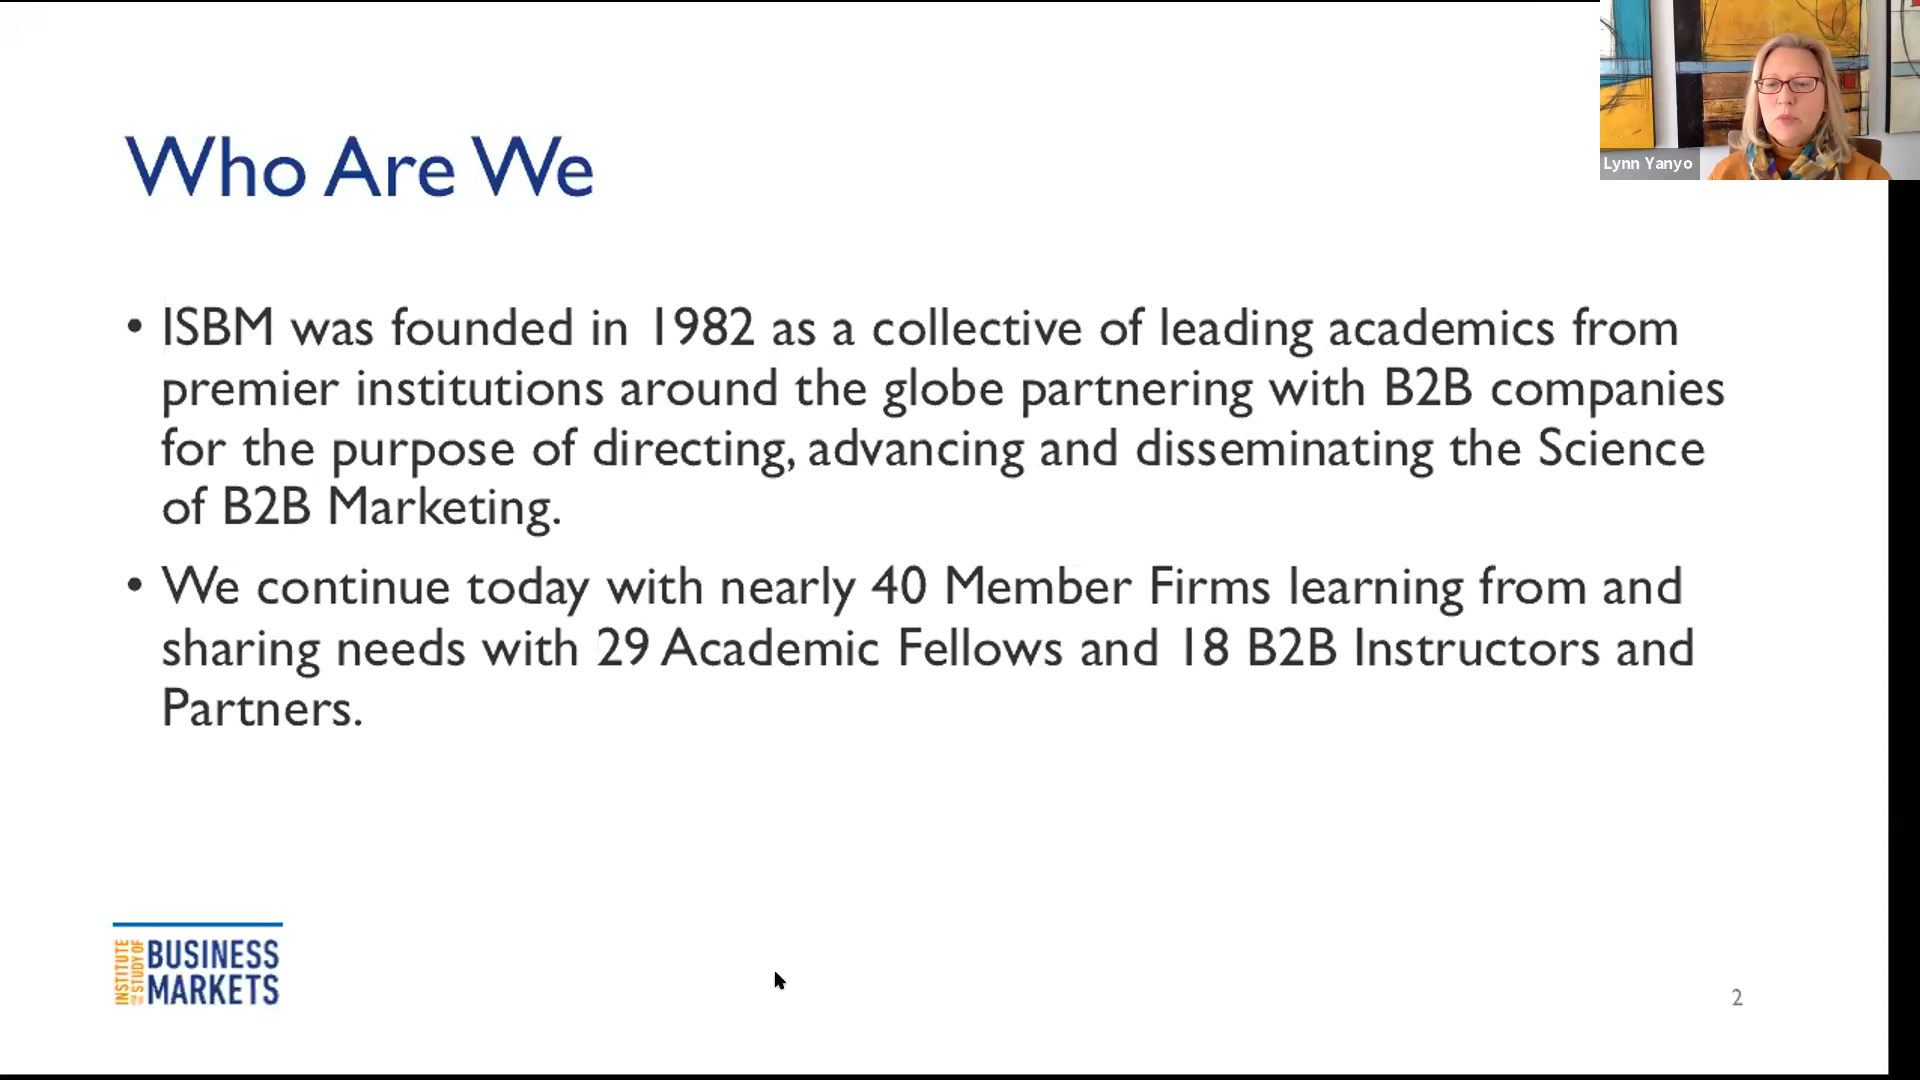 Who Are We
Lynn Yanyo
• ISBM was founded in 1982 as a collective of leading academics from
premier institutions around the globe partnering with B2B companies
for the purpose of directing, advancing and disseminating the Science
of B2B Marketing.
• We continue today with nearly 40 Member Firms learning from and
sharing needs with 29 Academic Fellows and 18 B2B Instructors and
Partners.
INSTITUTE
STUDY OF
BUSINESS
MARKETS
2